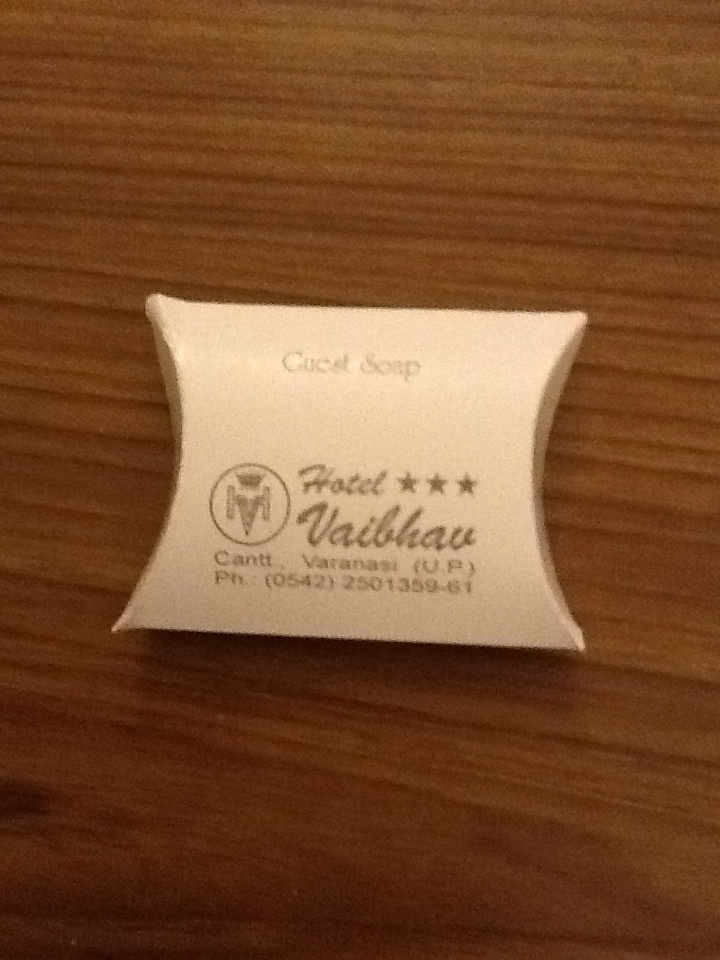 Guest Soap
Hotel ★★★
Vaibhav
Cantt., Varanasi (U.P.)
Ph.: (0542) 2501359-61